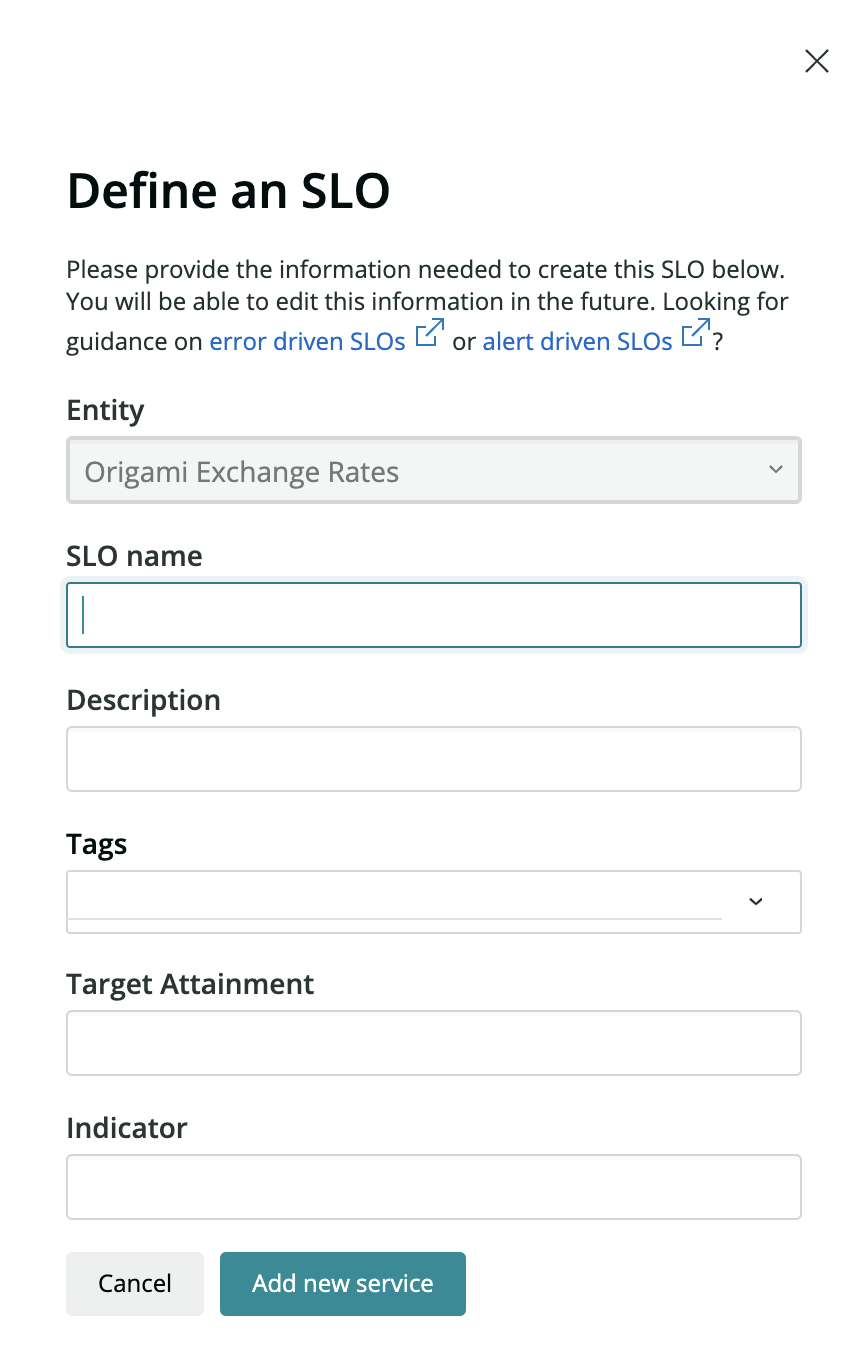 Define an SLO
Please provide the information needed to create this SLO below.
You will be able to edit this information in the future. Looking for
guidance on error driven SLOs or alert driven SLOs ?
Entity
Origami Exchange Rates
SLO name
Description
Tags
Target Attainment
Indicator
Cancel
Add new service